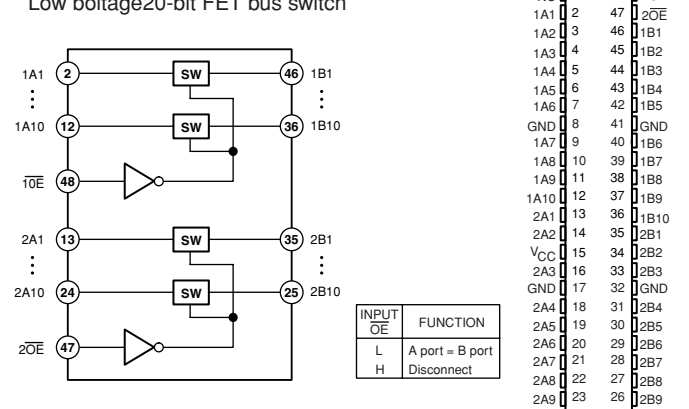 Low boltage20-bit FET bus switch
1A1 2 SW 46 1B1
1A10 12 SW 36 1B10
1OE 48
2A1 13 SW 35 2B1
2A10 24 SW 25 2B10
2OE 47
INPUT OE FUNCTION
L A port = B port
H Disconnect
1A1 2 47 2OE
1A2 3 46 1B1
1A3 4 45 1B2
1A4 5 44 1B3
1A5 6 43 1B4
1A6 7 42 1B5
GND 8 41 GND
1A7 9 40 1B6
1A8 10 39 1B7
1A9 11 38 1B8
1A10 12 37 1B9
2A1 13 36 1B10
2A2 14 35 2B1
VCC 15 34 2B2
2A3 16 33 2B3
GND 17 32 GND
2A4 18 31 2B4
2A5 19 30 2B5
2A6 20 29 2B6
2A7 21 28 2B7
2A8 22 27 2B8
2A9 23 26 2B9